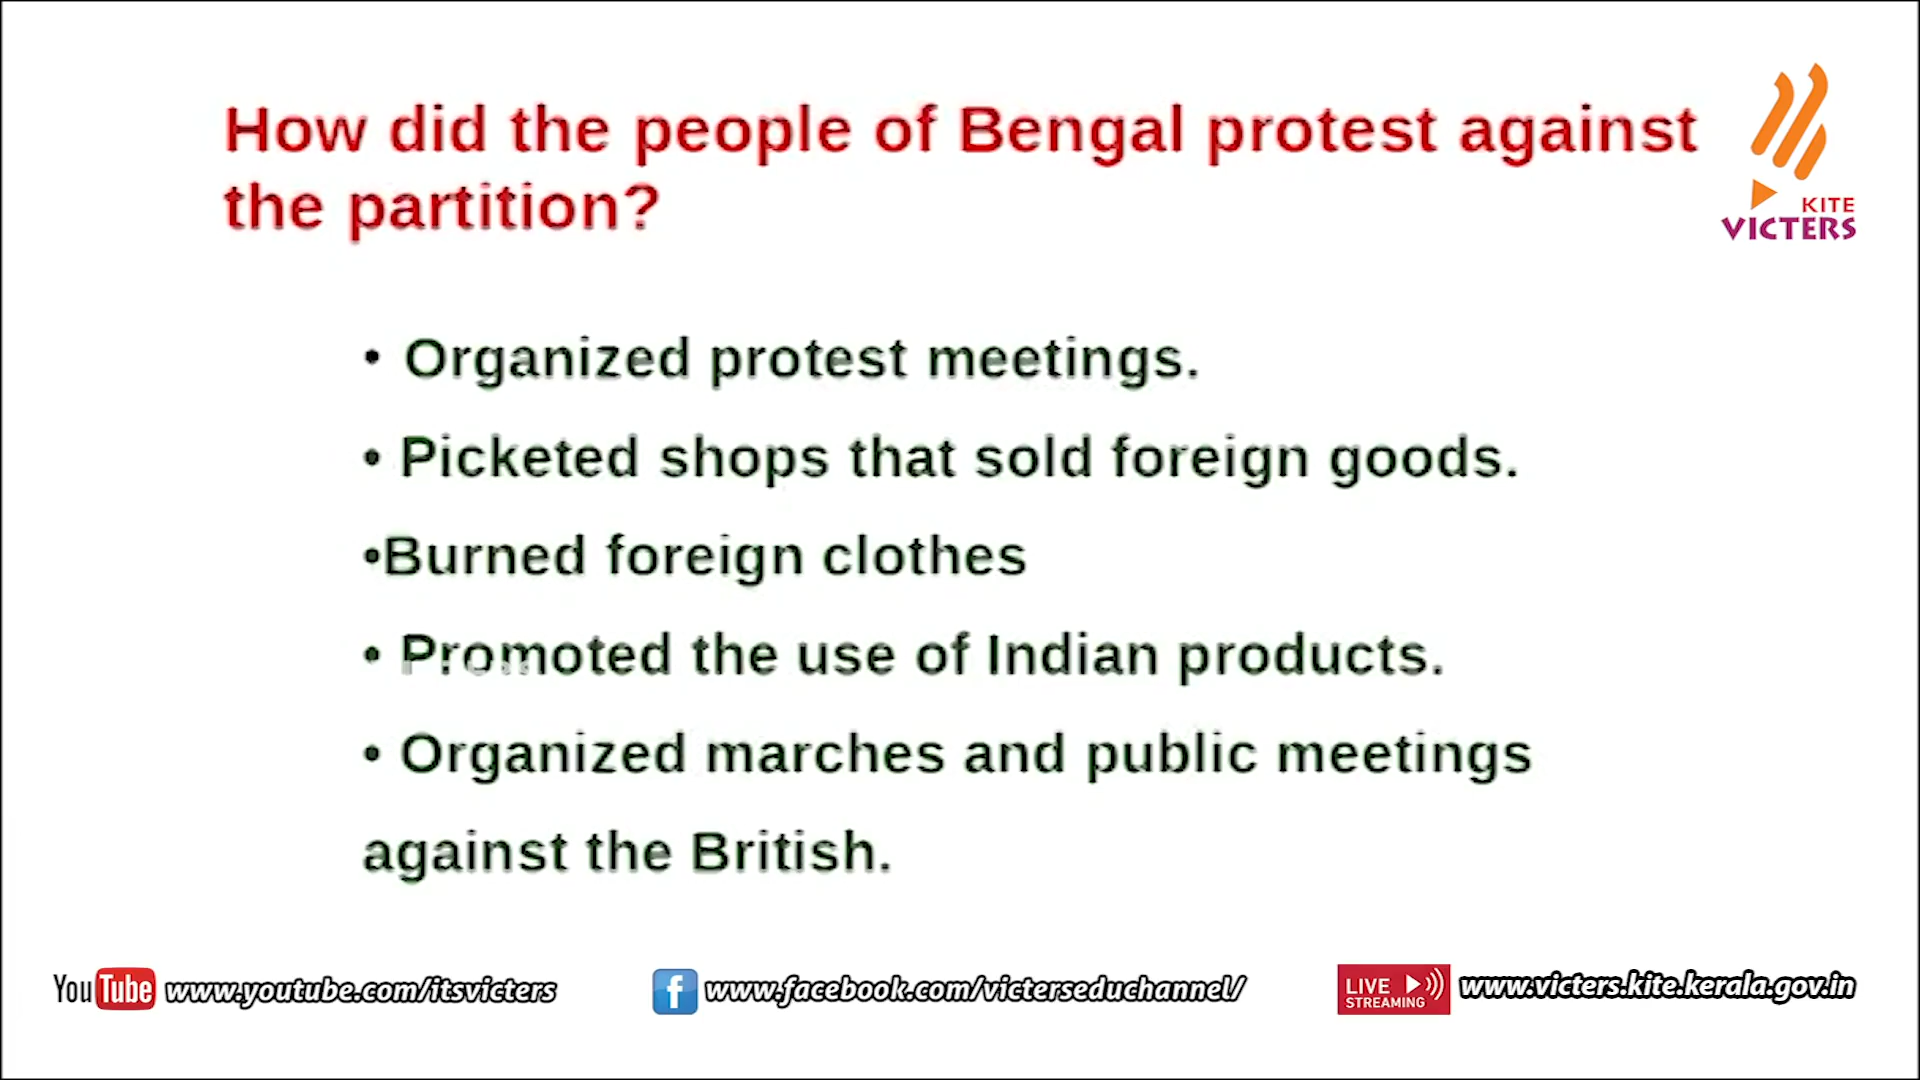 How did the people of Bengal protest against
the partition?
KITE
VICTERS
• Organized protest meetings.
• Picketed shops that sold foreign goods.
•Burned foreign clothes
• Promoted the use of Indian products.
• Organized marches and public meetings
against the British.
YouTube www.youtube.com/itsvicters
f www.facebook.com/victerseduchannel/
LIVE STREAMING www.victers.kite.kerala.gov.in